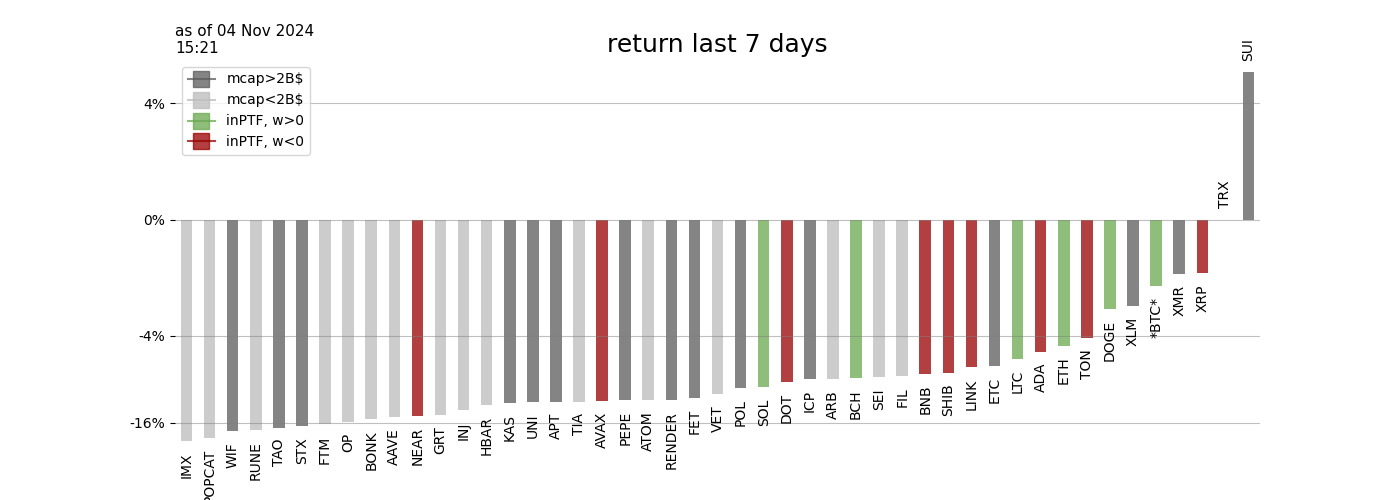 as of 04 Nov 2024
15:21
return last 7 days
mcap>2B$
mcap<2B$
inPTF, w>0
inPTF, w<0
4%
0%
-4%
-16%
IMX
POPCAT
WIF
RUNE
TAO
STX
FTM
OP
BONK
AAVE
NEAR
GRT
INJ
HBAR
KAS
UNI
APT
TIA
AVAX
PEPE
ATOM
RENDER
FET
VET
POL
SOL
DOT
ICP
ARB
BCH
SEI
FIL
BNB
SHIB
LINK
ETC
LTC
ADA
ETH
TON
DOGE
XLM
*BTC*
XMR
XRP
TRX
SUI